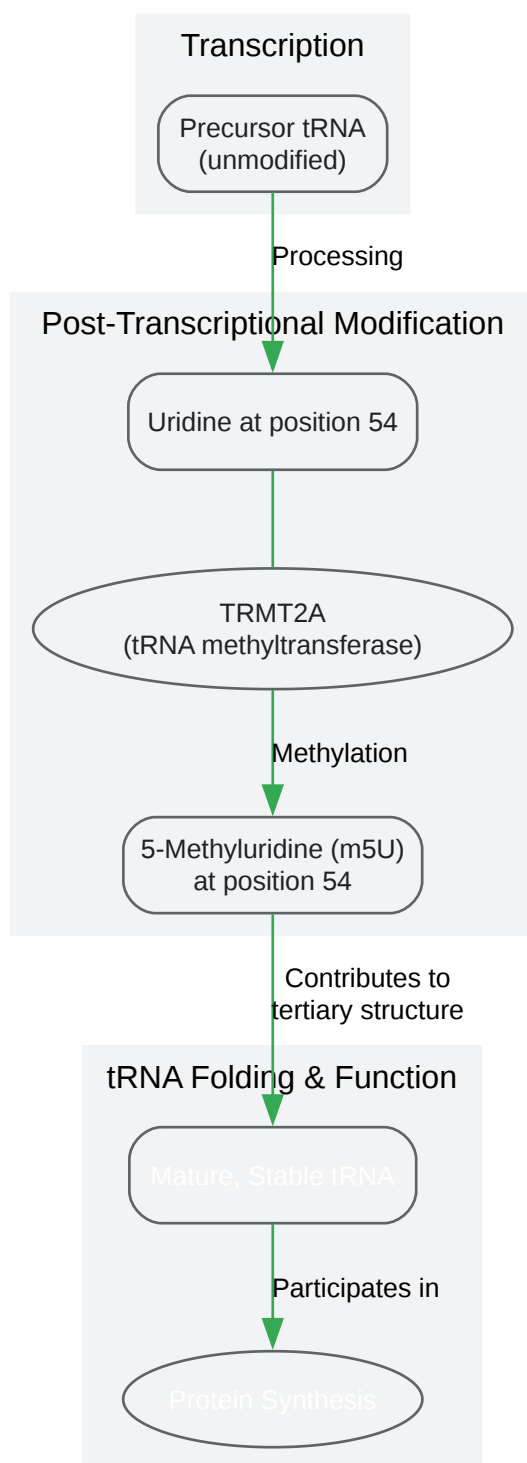 Transcription
Precursor tRNA
(unmodified)
Processing
Post-Transcriptional Modification
Uridine at position 54
TRMT2A
(tRNA methyltransferase)
Methylation
5-Methyluridine (m5U)
at position 54
Contributes to
tertiary structure
tRNA Folding & Function
Mature, Stable tRNA
Participates in
Protein Synthesis